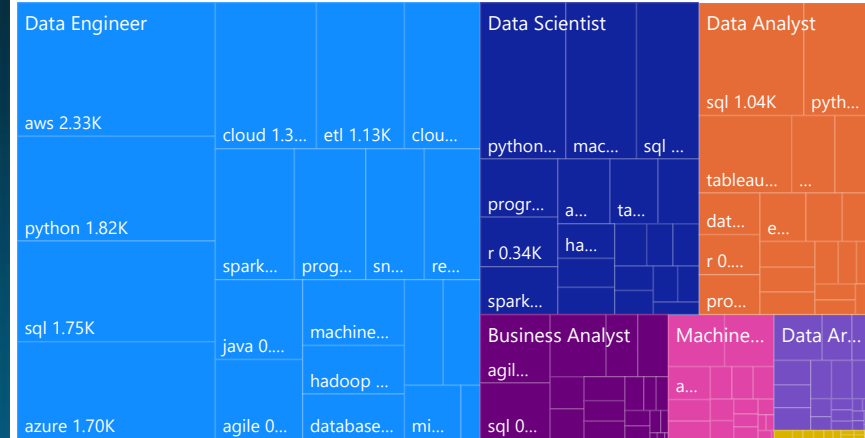 Data Engineer
aws 2.33K
python 1.82K
sql 1.75K
azure 1.70K
cloud 1.3...
etl 1.13K
clou...
spark...
prog...
sn...
re...
java 0....
agile 0...
machine...
hadoop ...
database...
mi...
Data Scientist
python...
mac...
sql ...
progr...
r 0.34K
spark...
a...
ta...
ha...
Data Analyst
sql 1.04K
pyth...
tableau...
...
dat...
r 0....
pro...
e...
Business Analyst
agil...
sql 0...
Machine...
a...
Data Ar...